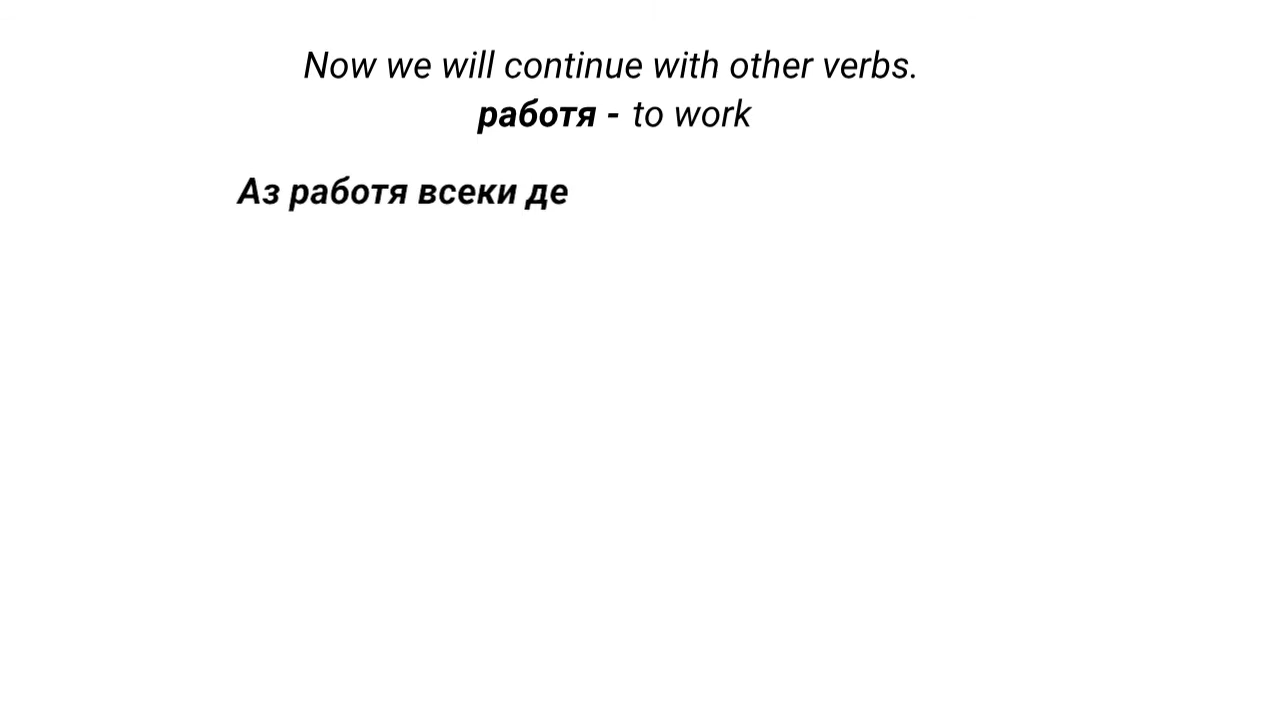 Now we will continue with other verbs.
работя - to work
Аз работя всеки де